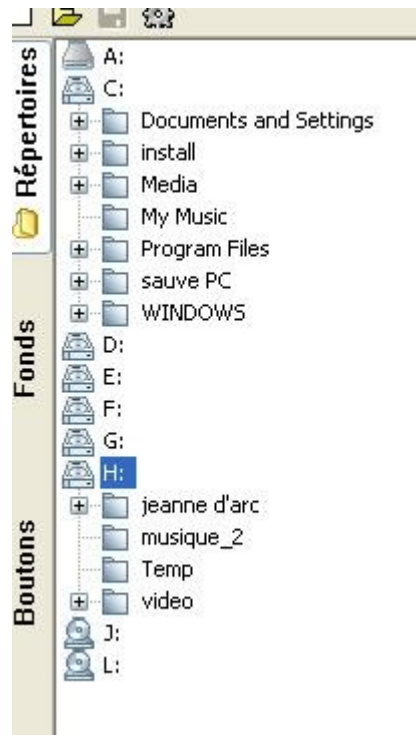 Répertoires
Fonds
Boutons
A:
C:
Documents and Settings
install
Media
My Music
Program Files
sauve PC
WINDOWS
D:
E:
F:
G:
H:
jeanne d'arc
musique_2
Temp
video
J:
L: